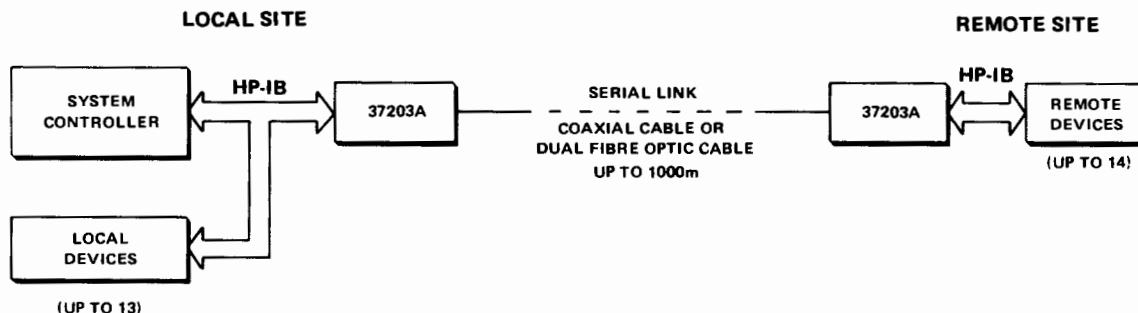 LOCAL SITE
REMOTE SITE
SYSTEM
CONTROLLER
HP-IB
37203A
SERIAL LINK
COAXIAL CABLE OR
DUAL FIBRE OPTIC CABLE
UP TO 1000m
37203A
HP-IB
REMOTE
DEVICES
(UP TO 14)
LOCAL
DEVICES
(UP TO 13)